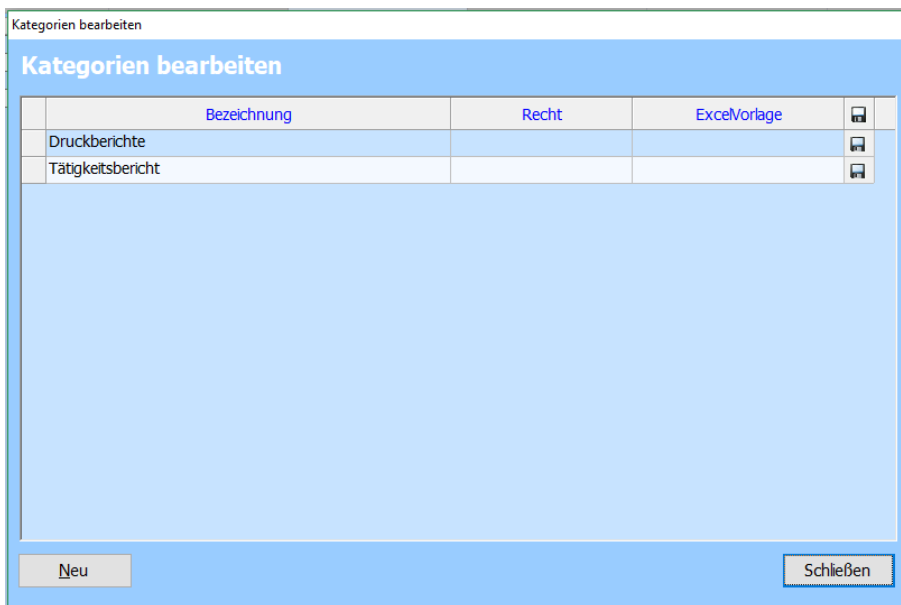 Kategorien bearbeiten
Kategorien bearbeiten
Bezeichnung Recht ExcelVorlage
Druckberichte
Tätigkeitsbericht
Neu Schließen